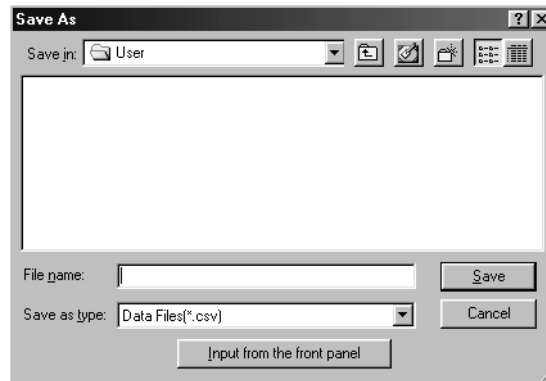 Save As
Save in: User
File name:
Save
Save as type: Data Files(*.csv)
Cancel
Input from the front panel